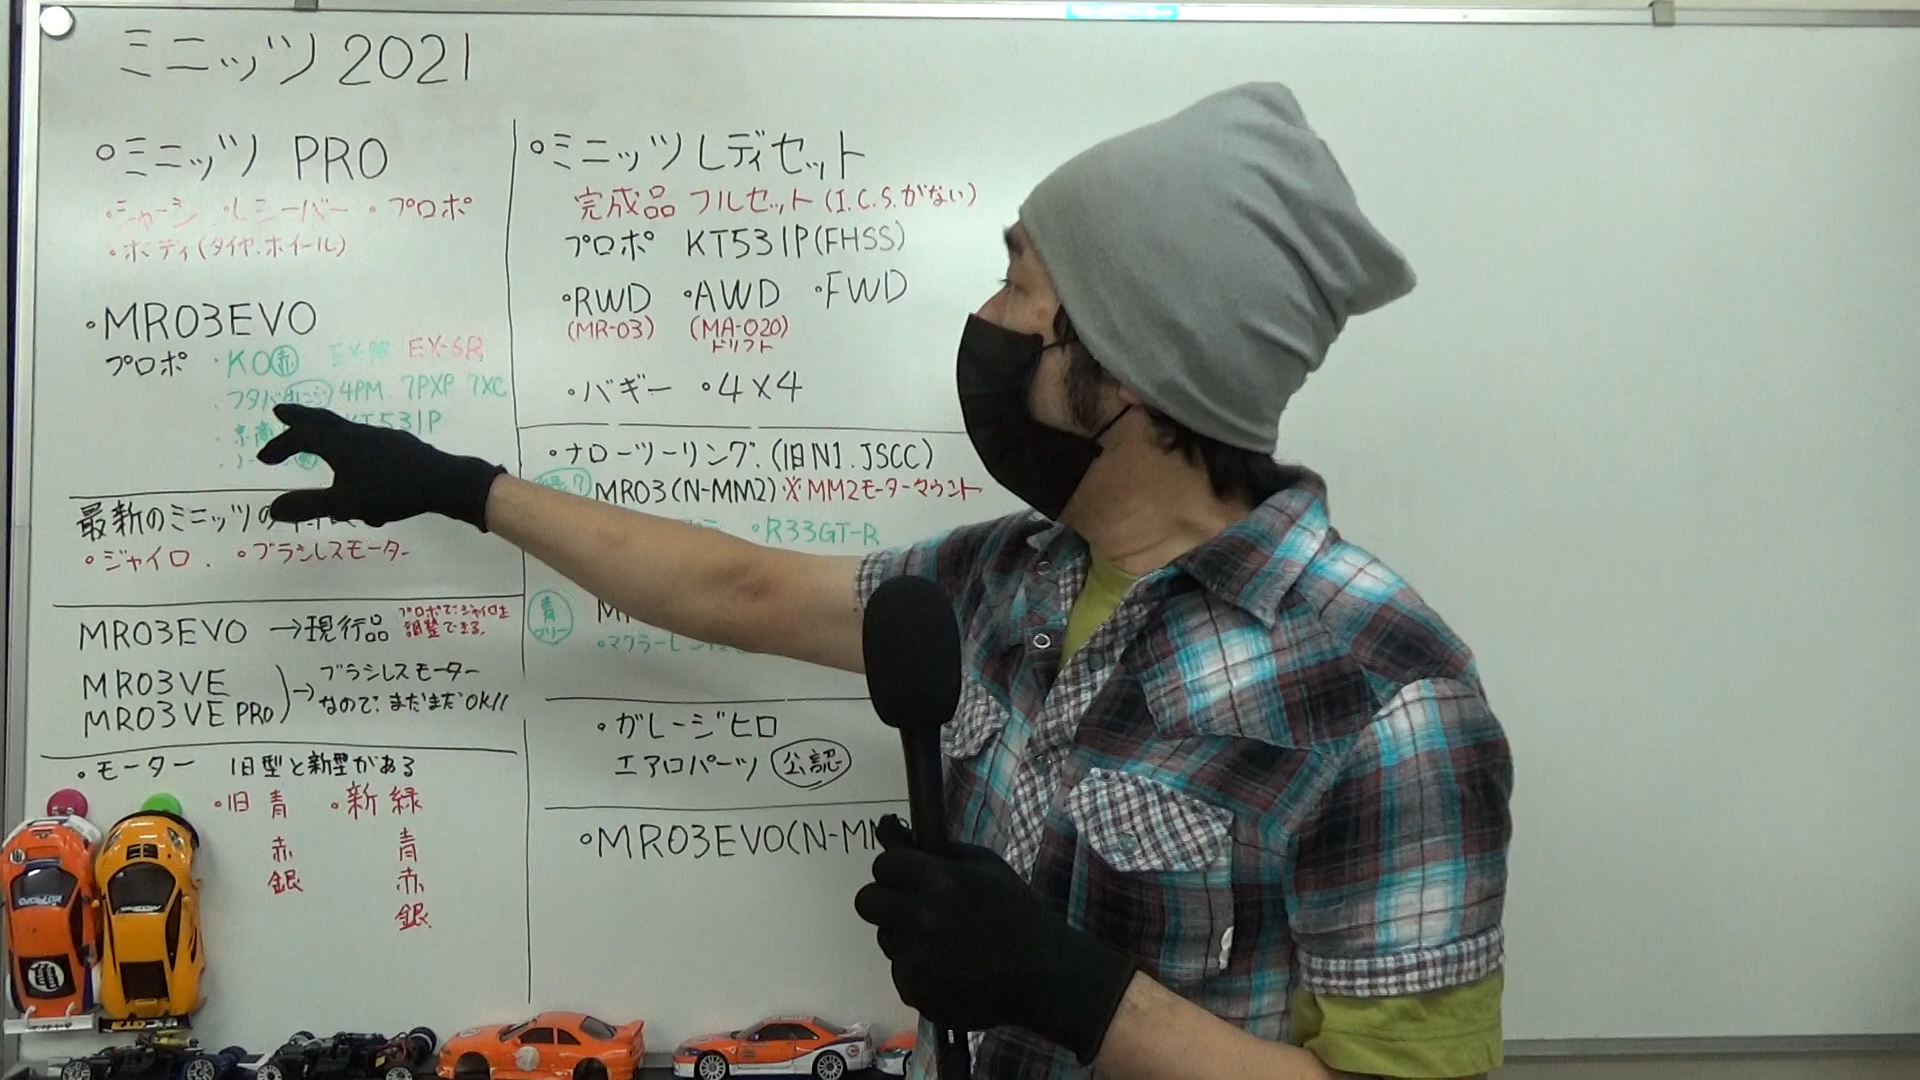 ミニッツ 2021
・ミニッツ PRO
・シャーシ ・レシーバー ・プロポ
・ボディ(タイヤ.ホイール)
・MR03EVO
プロポ ・KO 赤 EX-6R
・フタバ 4PM. 7PXP 7XC
・京商 KT531P
最新のミニッツの
・ジャイロ. ・ブラシレスモーター
MR03EVO →現行品 プロポでジャイロを
調整できる.
MR03VE
MR03VE PRO
→ブラシレスモーター
なので、まだまだOK!!
・モーター 旧型と新型がある
・旧 青 ・新 緑
赤 青
銀 赤
銀
・ミニッツレディセット
完成品 フルセット(I.C.S.がない)
プロポ KT531P(FHSS)
・RWD ・AWD ・FWD
(MR-03) (MA-020)
ドリフト
・バギー ・4×4
・ナローツーリング.(旧N1.JSCC)
MR03(N-MM2)※MM2モーターマウント
・R33GT-R
青
フリー
・マクラーレン
・ガレージヒロ
エアロパーツ 公認
・MR03EVO(N-MM